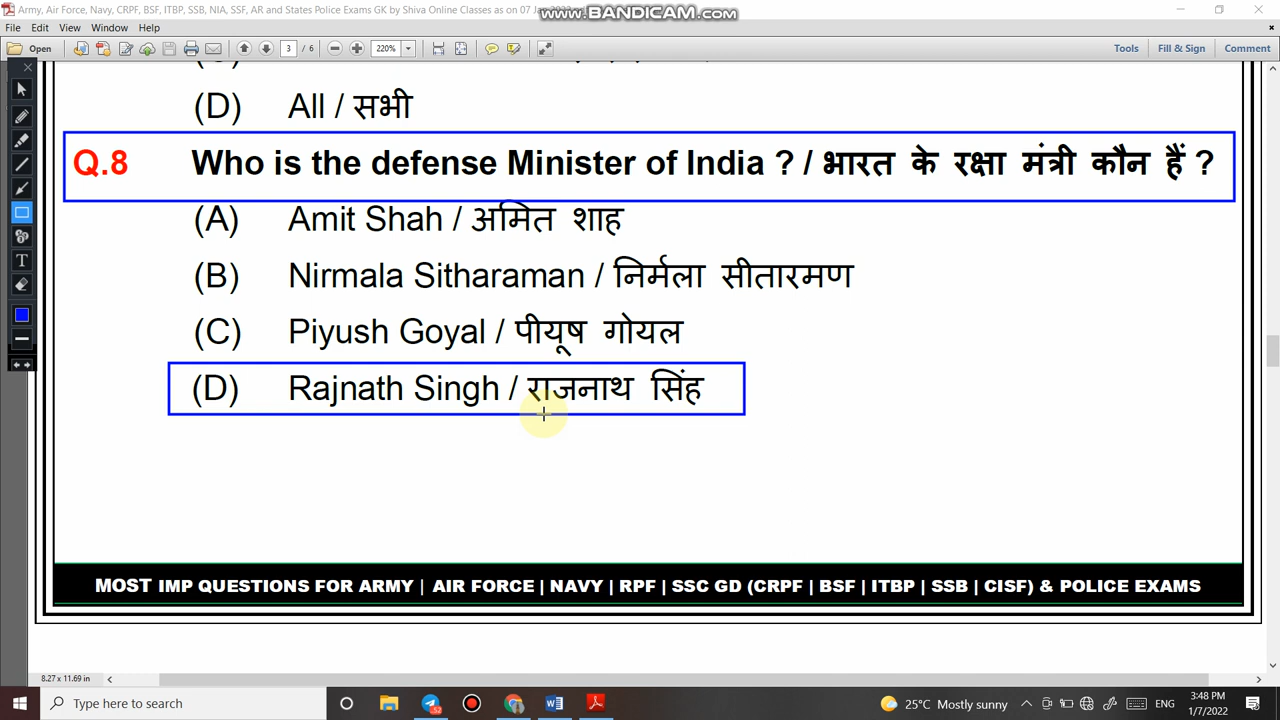 Army, Air Force, Navy, CRPF, BSF, ITBP, SSB, NIA, SSF, AR and States Police Exams GK by Shiva Online Classes as on 07
www.BANDICAM.com
File Edit View Window Help
Open 3 / 6 220% Tools Fill & Sign Comment
(D) All / सभी
Q.8 Who is the defense Minister of India ? / भारत के रक्षा मंत्री कौन हैं ?
(A) Amit Shah / अमित शाह
(B) Nirmala Sitharaman / निर्मला सीतारमण
(C) Piyush Goyal / पीयूष गोयल
(D) Rajnath Singh / राजनाथ सिंह
MOST IMP QUESTIONS FOR ARMY | AIR FORCE | NAVY | RPF | SSC GD (CRPF | BSF | ITBP | SSB | CISF) & POLICE EXAMS
8.27 x 11.69 in
Type here to search 25°C Mostly sunny ENG 3:48 PM
1/7/2022